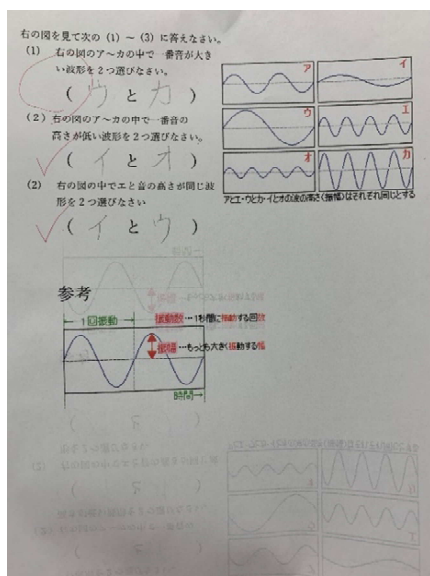 右の図を見て次の（1）～（3）に答えなさい。
（1） 右の図のア～カの中で一番音が大き
い波形を２つ選びなさい。
（ ウ と カ ）
（2）右の図のア～カの中で一番音の
高さが低い波形を２つ選びなさい。
（ イ と オ ）
（2） 右の図の中でエと音の高さが同じ波
形を２つ選びなさい
（ イ と ウ ）
ア
イ
ウ
エ
オ
カ
アとエ・ウとカ・イとオの波の高さ（振幅）はそれぞれ同じとする
参考
１回振動
振動数…1秒間に振動する回数
振幅…もっとも大きく振動する幅
時間→